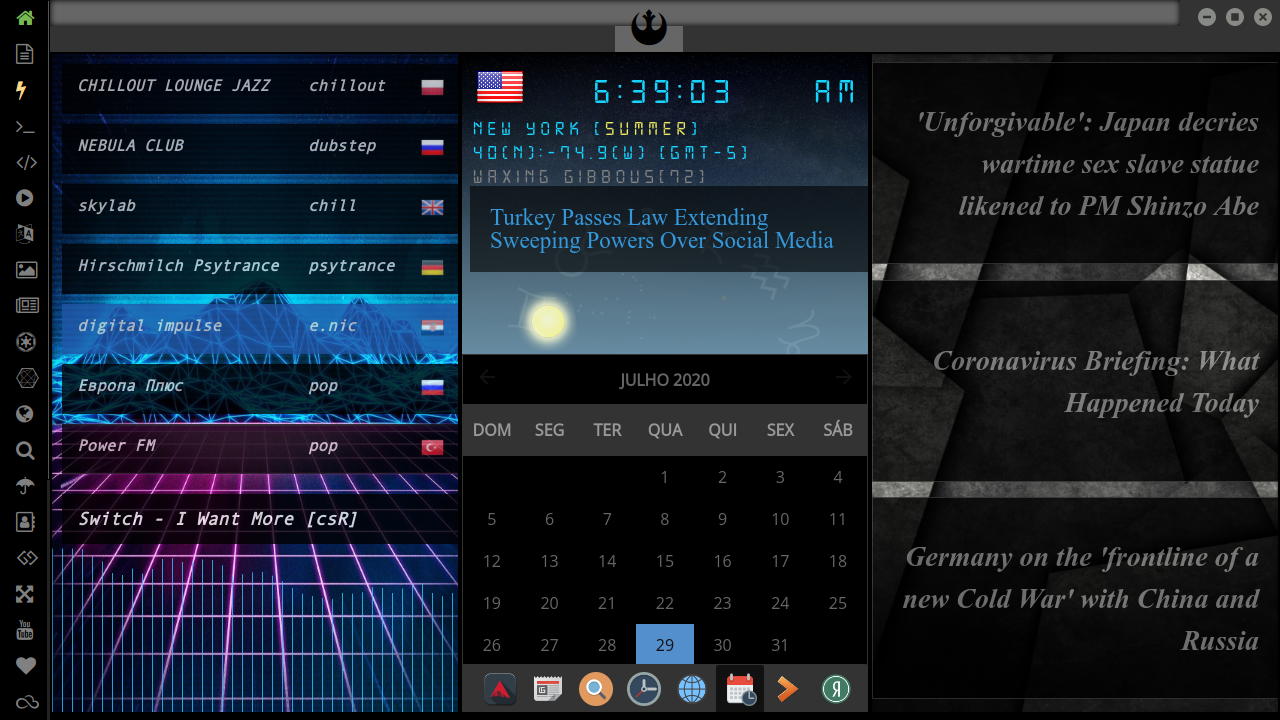 CHILLOUT LOUNGE JAZZ chillout
NEBULA CLUB dubstep
skylab chill
Hirschmilch Psytrance psytrance
digital impulse e.nic
Европа Плюс pop
Power FM pop
Switch - I Want More [csR]
6:39:03 AM
NEW YORK [SUMMER]
40(N):-74.9(W) [GMT-5]
WAXING GIBBOUS[72]
Turkey Passes Law Extending
Sweeping Powers Over Social Media
JULHO 2020
DOM SEG TER QUA QUI SEX SÁB
1 2 3 4
5 6 7 8 9 10 11
12 13 14 15 16 17 18
19 20 21 22 23 24 25
26 27 28 29 30 31
'Unforgivable': Japan decries
wartime sex slave statue
likened to PM Shinzo Abe
Coronavirus Briefing: What
Happened Today
Germany on the 'frontline of a
new Cold War' with China and
Russia
You
Tube
Я